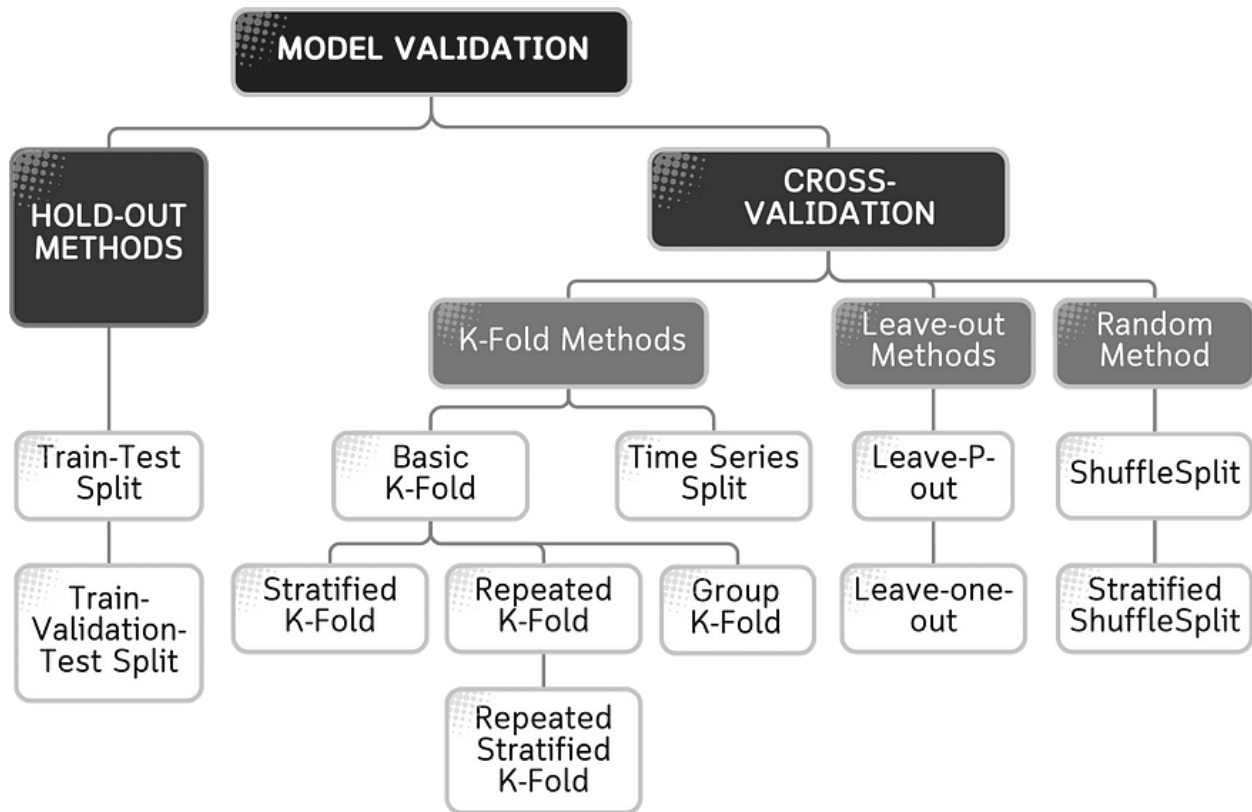 MODEL VALIDATION
HOLD-OUT
METHODS
CROSS-
VALIDATION
K-Fold Methods
Leave-out
Methods
Random
Method
Train-Test
Split
Basic
K-Fold
Time Series
Split
Leave-P-
out
ShuffleSplit
Train-
Validation-
Test Split
Stratified
K-Fold
Repeated
K-Fold
Group
K-Fold
Leave-one-
out
Stratified
ShuffleSplit
Repeated
Stratified
K-Fold